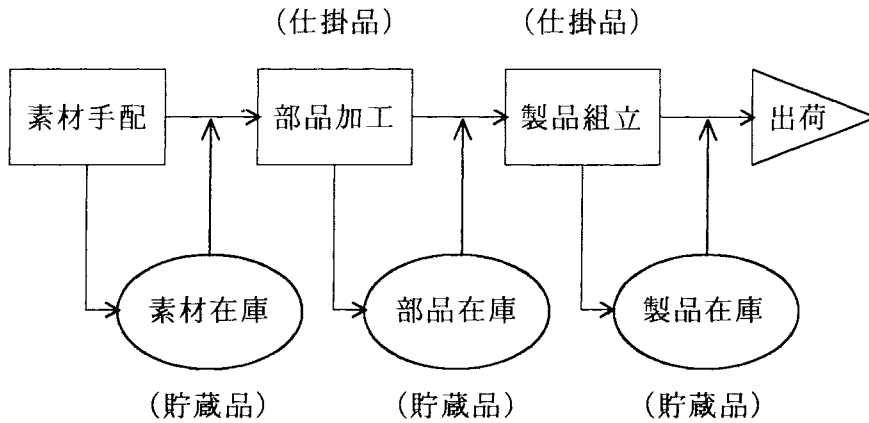 (仕掛品) (仕掛品)
素材手配 部品加工 製品組立 出荷
素材在庫 部品在庫 製品在庫
(貯蔵品) (貯蔵品) (貯蔵品)